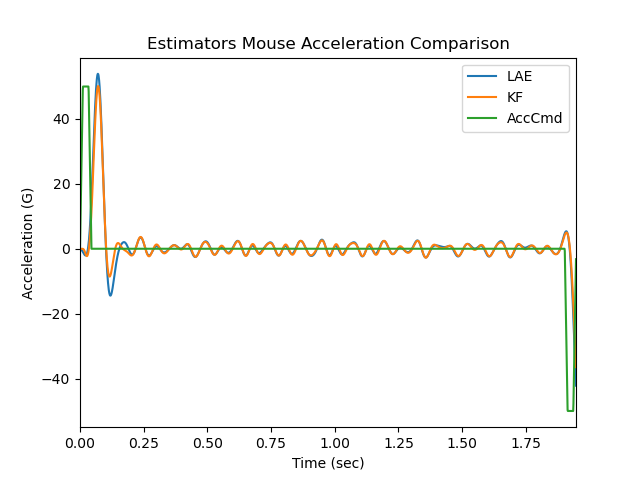 Estimators Mouse Acceleration Comparison
LAE
KF
AccCmd
Acceleration (G)
40
20
0
−20
−40
0.00 0.25 0.50 0.75 1.00 1.25 1.50 1.75
Time (sec)